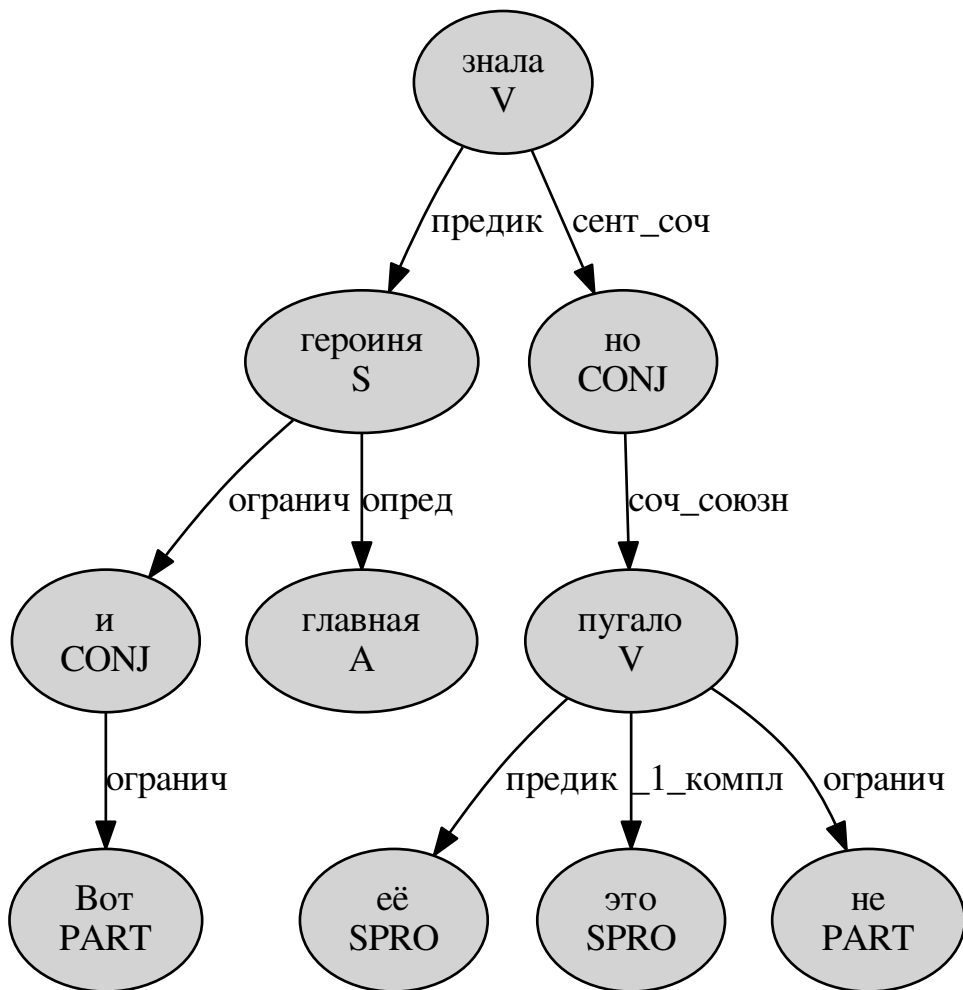 знала
V
предик
сент_соч
героиня
S
но
CONJ
огранич
опред
соч_союзн
и
CONJ
главная
A
пугало
V
огранич
предик
_1_компл
огранич
Вот
PART
её
SPRO
это
SPRO
не
PART